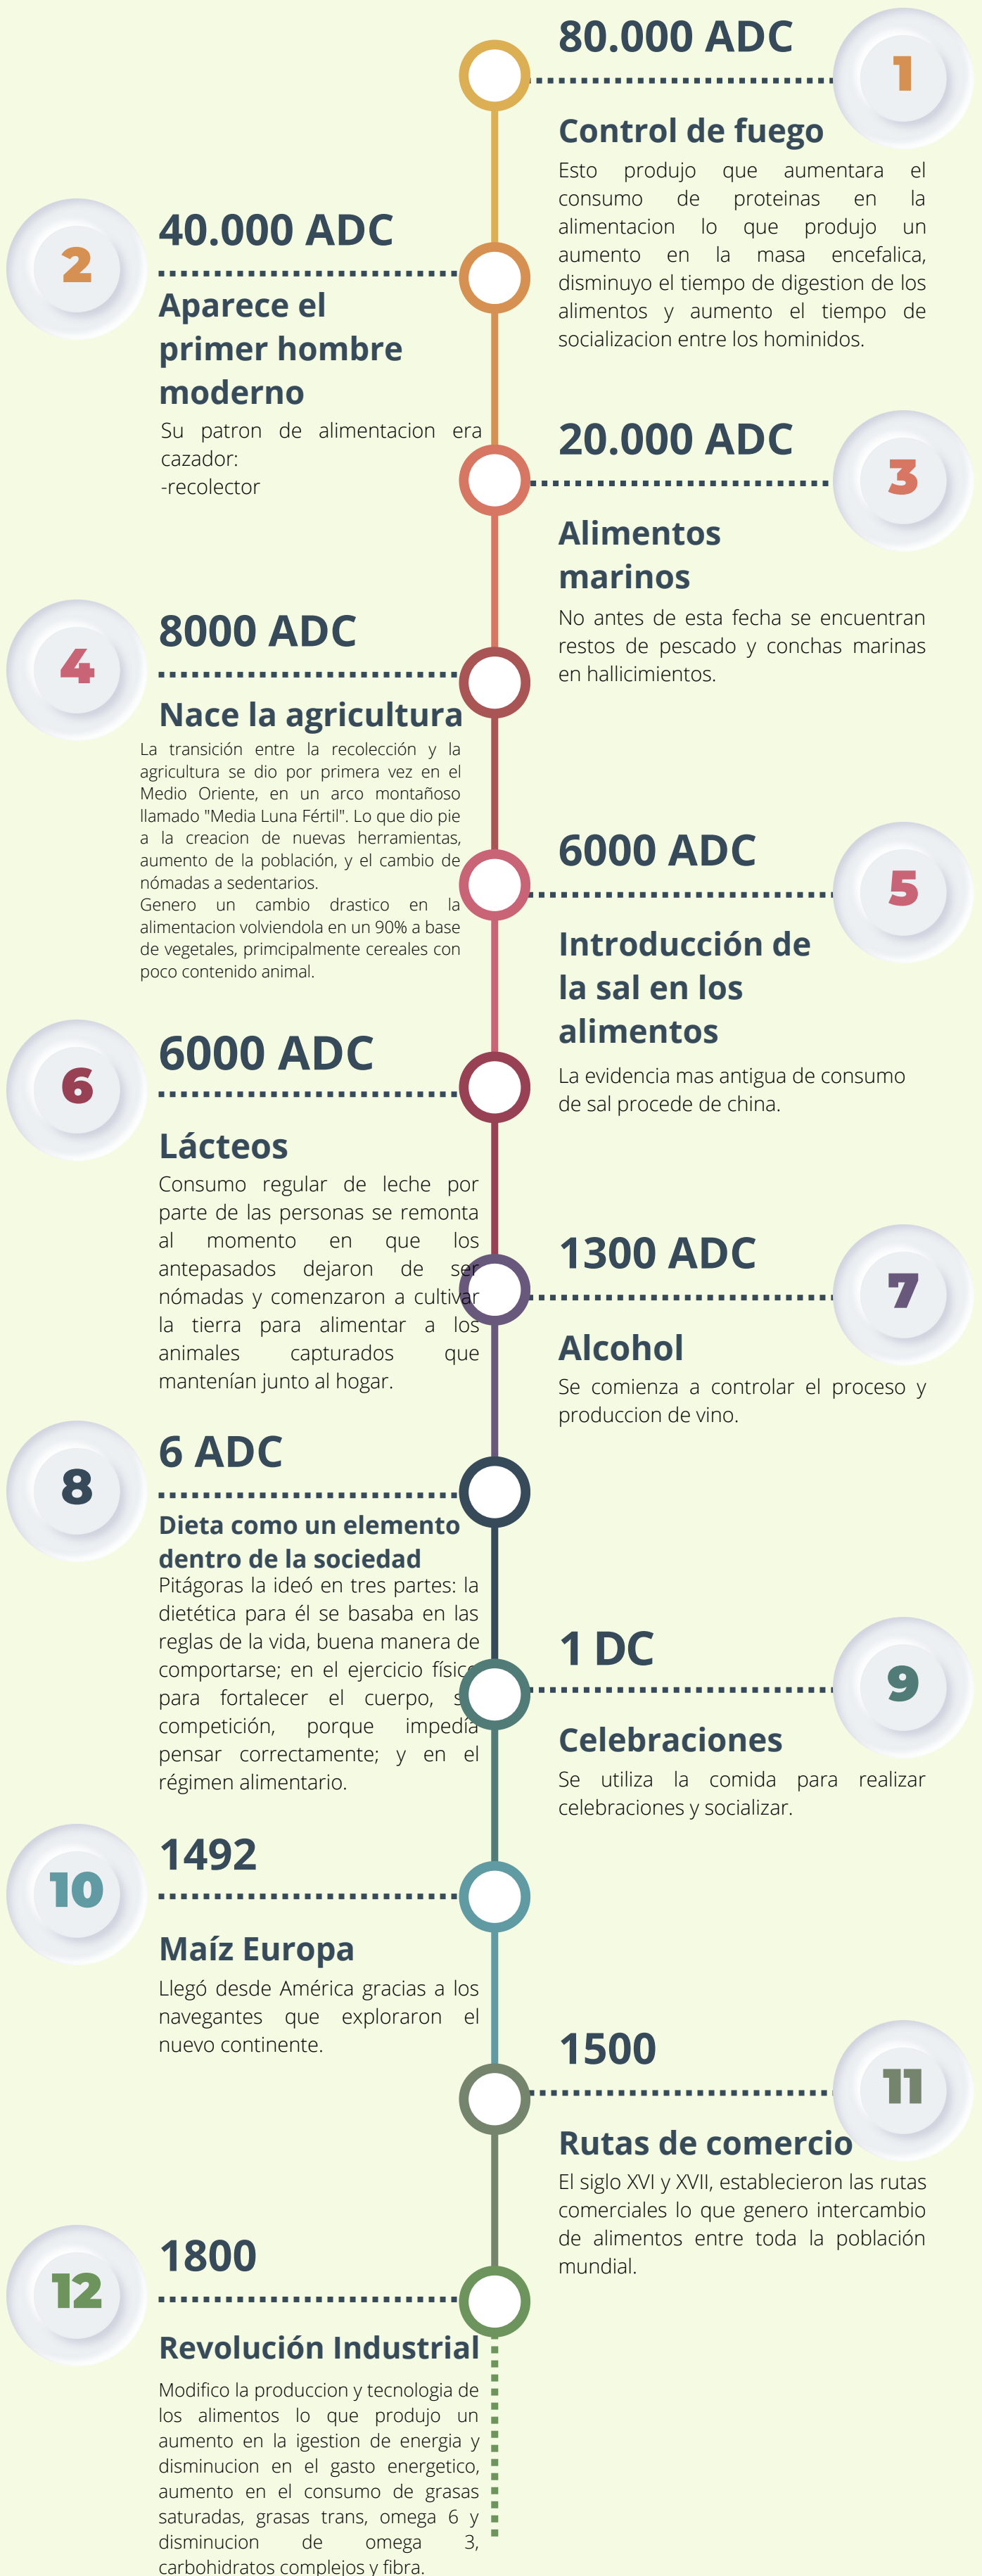 80.000 ADC
1
Control de fuego
Esto produjo que aumentara el
consumo de proteinas en la
alimentacion lo que produjo un
aumento en la masa encefalica,
disminuyo el tiempo de digestion de los
alimentos y aumento el tiempo de
socializacion entre los hominidos.
2
40.000 ADC
Aparece el
primer hombre
moderno
Su patron de alimentacion era
cazador:
-recolector
20.000 ADC
3
Alimentos
marinos
No antes de esta fecha se encuentran
restos de pescado y conchas marinas
en hallicimientos.
4
8000 ADC
Nace la agricultura
La transición entre la recolección y la
agricultura se dio por primera vez en el
Medio Oriente, en un arco montañoso
llamado "Media Luna Fértil". Lo que dio pie
a la creacion de nuevas herramientas,
aumento de la población, y el cambio de
nómadas a sedentarios.
Genero un cambio drastico en la
alimentacion volviendola en un 90% a base
de vegetales, primcipalmente cereales con
poco contenido animal.
6000 ADC
5
Introducción de
la sal en los
alimentos
La evidencia mas antigua de consumo
de sal procede de china.
6
6000 ADC
Lácteos
Consumo regular de leche por
parte de las personas se remonta
al momento en que los
antepasados dejaron de ser
nómadas y comenzaron a cultivar
la tierra para alimentar a los
animales capturados que
mantenían junto al hogar.
1300 ADC
7
Alcohol
Se comienza a controlar el proceso y
produccion de vino.
8
6 ADC
Dieta como un elemento
dentro de la sociedad
Pitágoras la ideó en tres partes: la
dietética para él se basaba en las
reglas de la vida, buena manera de
comportarse; en el ejercicio físico
para fortalecer el cuerpo,
competición, porque impedía
pensar correctamente; y en el
régimen alimentario.
1 DC
9
Celebraciones
Se utiliza la comida para realizar
celebraciones y socializar.
10
1492
Maíz Europa
Llegó desde América gracias a los
navegantes que exploraron el
nuevo continente.
1500
11
Rutas de comercio
El siglo XVI y XVII, establecieron las rutas
comerciales lo que genero intercambio
de alimentos entre toda la población
mundial.
12
1800
Revolución Industrial
Modifico la produccion y tecnologia de
los alimentos lo que produjo un
aumento en la igestion de energia y
disminucion en el gasto energetico,
aumento en el consumo de grasas
saturadas, grasas trans, omega 6 y
disminucion de omega 3,
carbohidratos complejos y fibra.